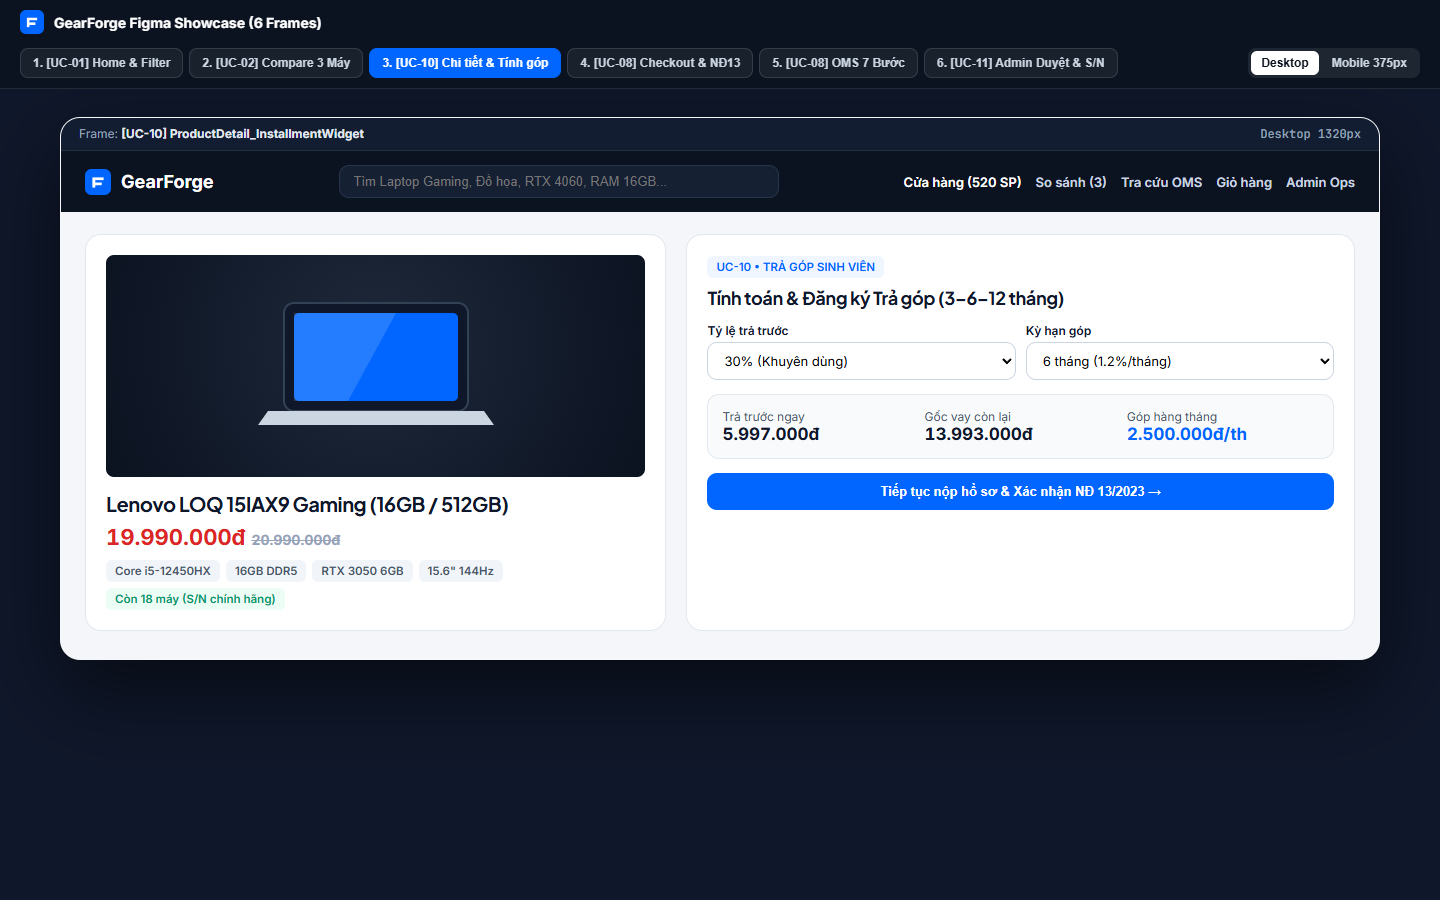 GearForge Figma Showcase (6 Frames)
1. [UC-01] Home & Filter
2. [UC-02] Compare 3 Máy
3. [UC-10] Chi tiết & Tính góp
4. [UC-08] Checkout & NĐ13
5. [UC-08] OMS 7 Bước
6. [UC-11] Admin Duyệt & S/N
Desktop
Mobile 375px
Frame: [UC-10] ProductDetail_InstallmentWidget
Desktop 1320px
GearForge
Tìm Laptop Gaming, Đồ họa, RTX 4060, RAM 16GB...
Cửa hàng (520 SP)
So sánh (3)
Tra cứu OMS
Giỏ hàng
Admin Ops
Lenovo LOQ 15IAX9 Gaming (16GB / 512GB)
19.990.000đ 20.990.000đ
Core i5-12450HX
16GB DDR5
RTX 3050 6GB
15.6" 144Hz
Còn 18 máy (S/N chính hãng)
UC-10 • TRẢ GÓP SINH VIÊN
Tính toán & Đăng ký Trả góp (3–6–12 tháng)
Tỷ lệ trả trước
30% (Khuyên dùng)
Kỳ hạn góp
6 tháng (1.2%/tháng)
Trả trước ngay
5.997.000đ
Gốc vay còn lại
13.993.000đ
Góp hàng tháng
2.500.000đ/th
Tiếp tục nộp hồ sơ & Xác nhận NĐ 13/2023 →